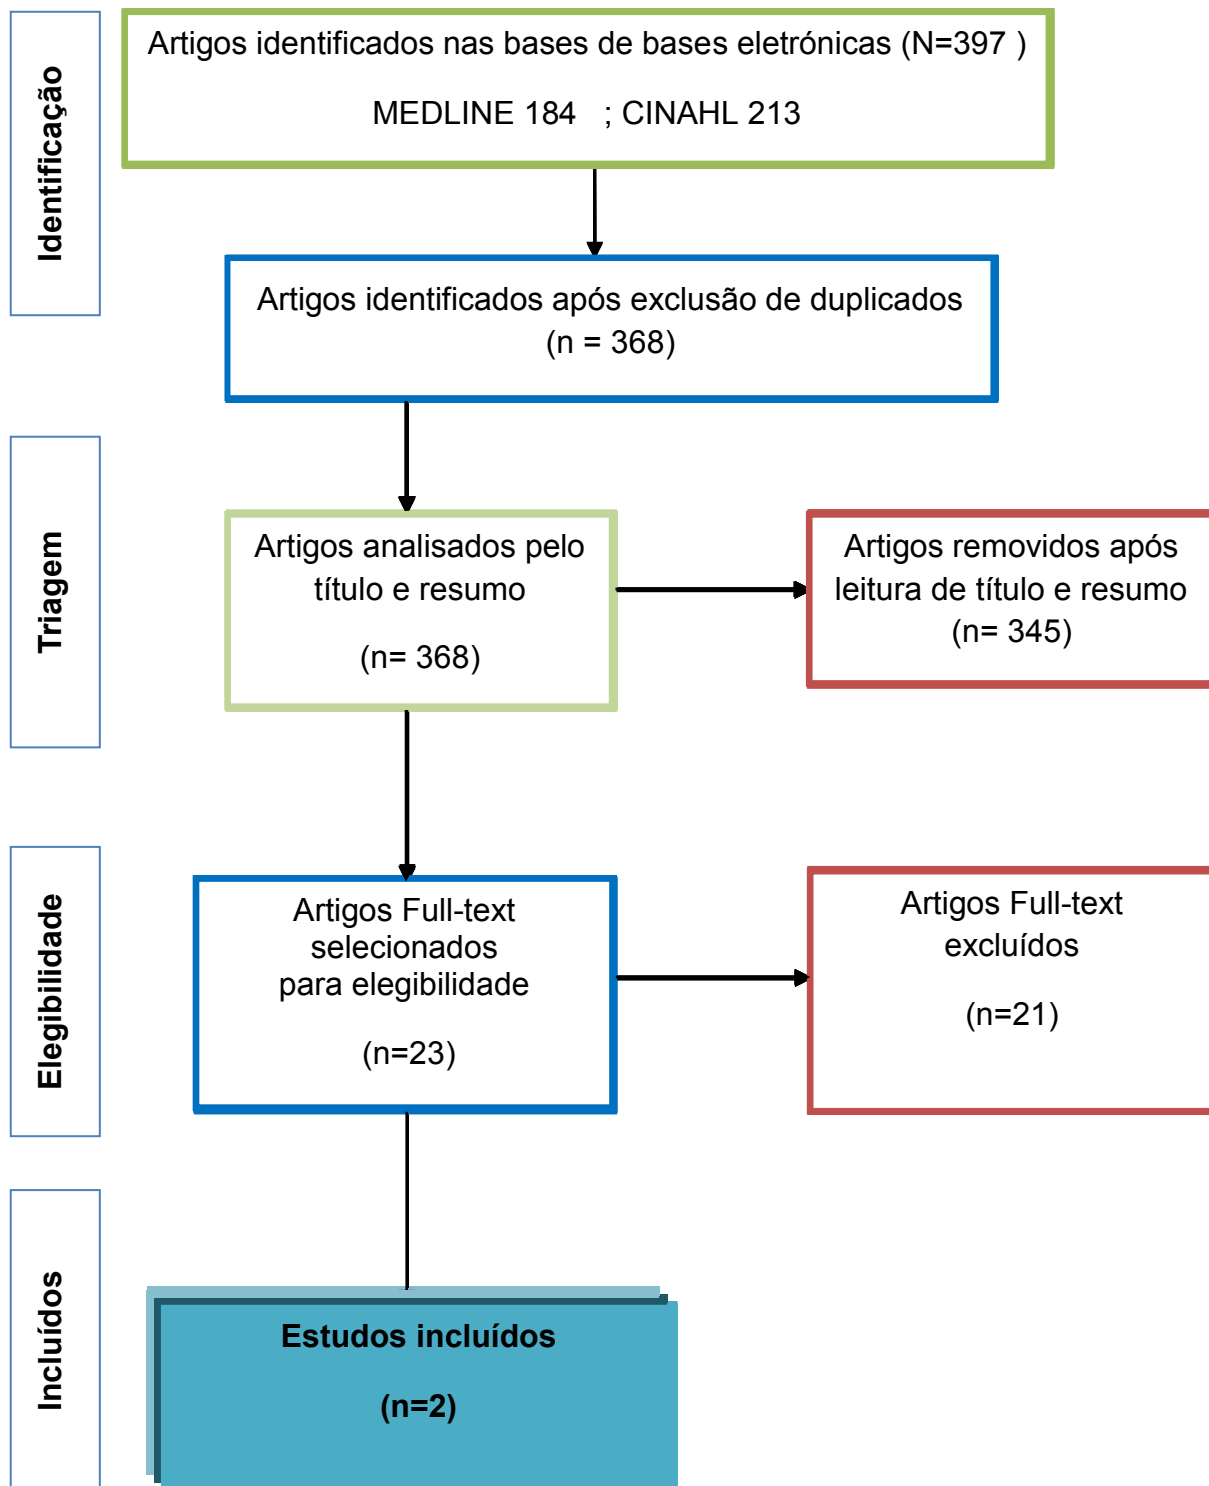 Identificação
Artigos identificados nas bases de bases eletrónicas (N=397 )
MEDLINE 184 ; CINAHL 213
Artigos identificados após exclusão de duplicados
(n = 368)
Triagem
Artigos analisados pelo
título e resumo
(n= 368)
Artigos removidos após
leitura de título e resumo
(n= 345)
Elegibilidade
Artigos Full-text
selecionados
para elegibilidade
(n=23)
Artigos Full-text
excluídos
(n=21)
Incluídos
Estudos incluídos
(n=2)